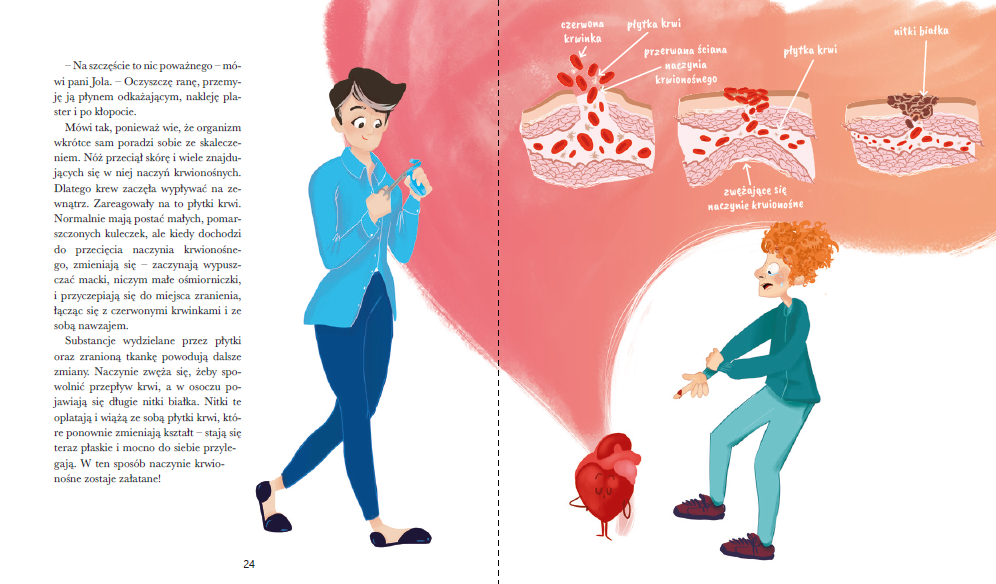 – Na szczęście to nic poważnego – mó-
wi pani Jola. – Oczyszczę ranę, przemy-
ję ją płynem odkażającym, nakleję pla-
ster i po kłopocie.
Mówi tak, ponieważ wie, że organizm
wkrótce sam poradzi sobie ze skalecze-
niem. Nóż przeciął skórę i wiele znajdu-
jących się w niej naczyń krwionośnych.
Dlatego krew zaczęła wypływać na ze-
wnątrz. Zareagowały na to płytki krwi.
Normalnie mają postać małych, pomar-
szczonych kuleczek, ale kiedy dochodzi
do przecięcia naczynia krwionośne-
go, zmieniają się – zaczynają wypusz-
czać macki, niczym małe ośmiorniczki,
i przyczepiają się do miejsca zranienia,
łącząc się z czerwonymi krwinkami i ze
sobą nawzajem.
Substancje wydzielane przez płytki
oraz zranioną tkankę powodują dalsze
zmiany. Naczynie zwęża się, żeby spo-
wolnić przepływ krwi, a w osoczu po-
jawiają się długie nitki białka. Nitki te
oplatają i wiążą ze sobą płytki krwi, któ-
re ponownie zmieniają kształt – stają się
teraz płaskie i mocno do siebie przyle-
gają. W ten sposób naczynie krwio-
nośne zostaje załatane!
24
czerwona
krwinka
płytka krwi
przerwana ściana
naczynia
krwionośnego
płytka krwi
zwężające się
naczynie krwionośne
nitki białka